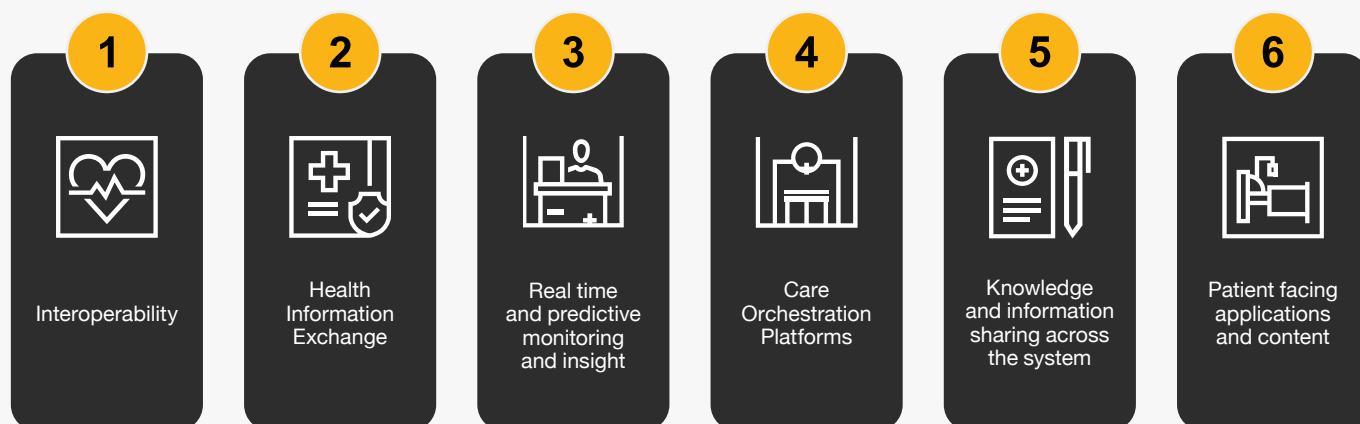 1
Interoperability
2
Health
Information
Exchange
3
Real time
and predictive
monitoring
and insight
4
Care
Orchestration
Platforms
5
Knowledge
and information
sharing across
the system
6
Patient facing
applications
and content